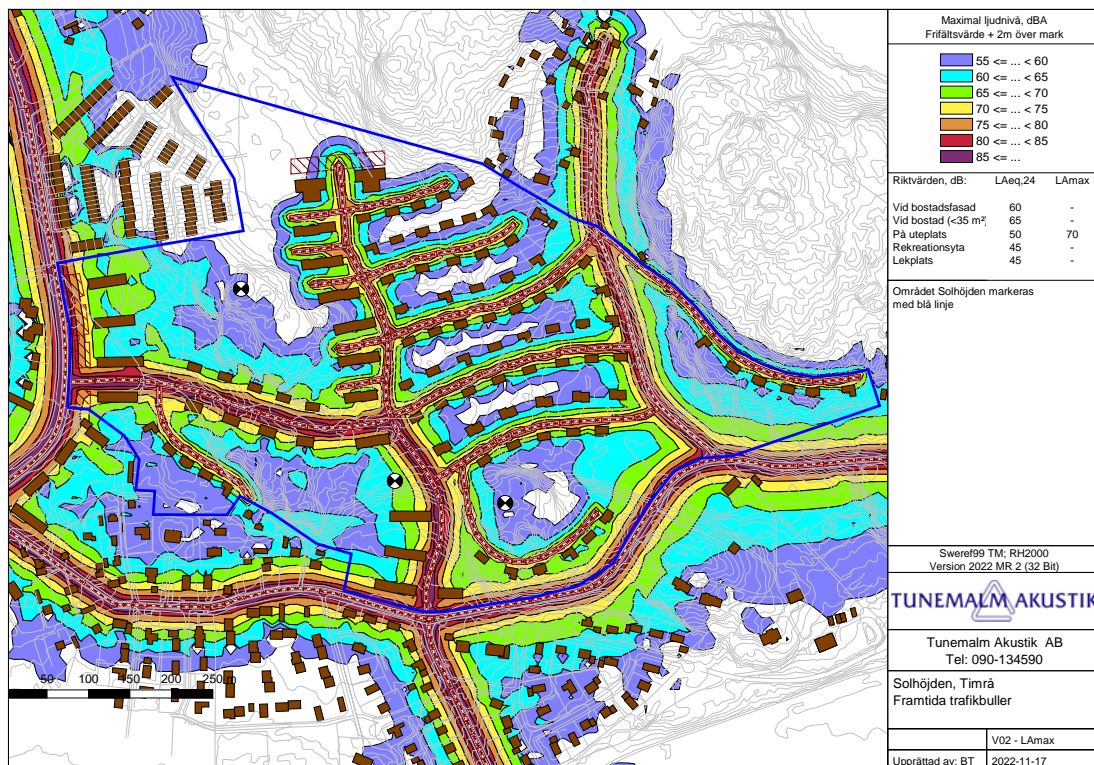 Maximal ljudnivå, dBA
Frifältsvärde + 2m över mark
55 <= ... < 60
60 <= ... < 65
65 <= ... < 70
70 <= ... < 75
75 <= ... < 80
80 <= ... < 85
85 <= ...
Riktvärden, dB: LAeq,24 LAmax
Vid bostadsfasad 60 -
Vid bostad (<35 m² 65 -
På uteplats 50 70
Rekreationsyta 45 -
Lekplats 45 -
Området Solhöjden markeras
med blå linje
Sweref99 TM; RH2000
Version 2022 MR 2 (32 Bit)
TUNEMALM AKUSTIK
Tunemalm Akustik AB
Tel: 090-134590
Solhöjden, Timrå
Framtida trafikbuller
V02 - LAmax
Upprättad av: BT 2022-11-17
50 100 150 200 250 m